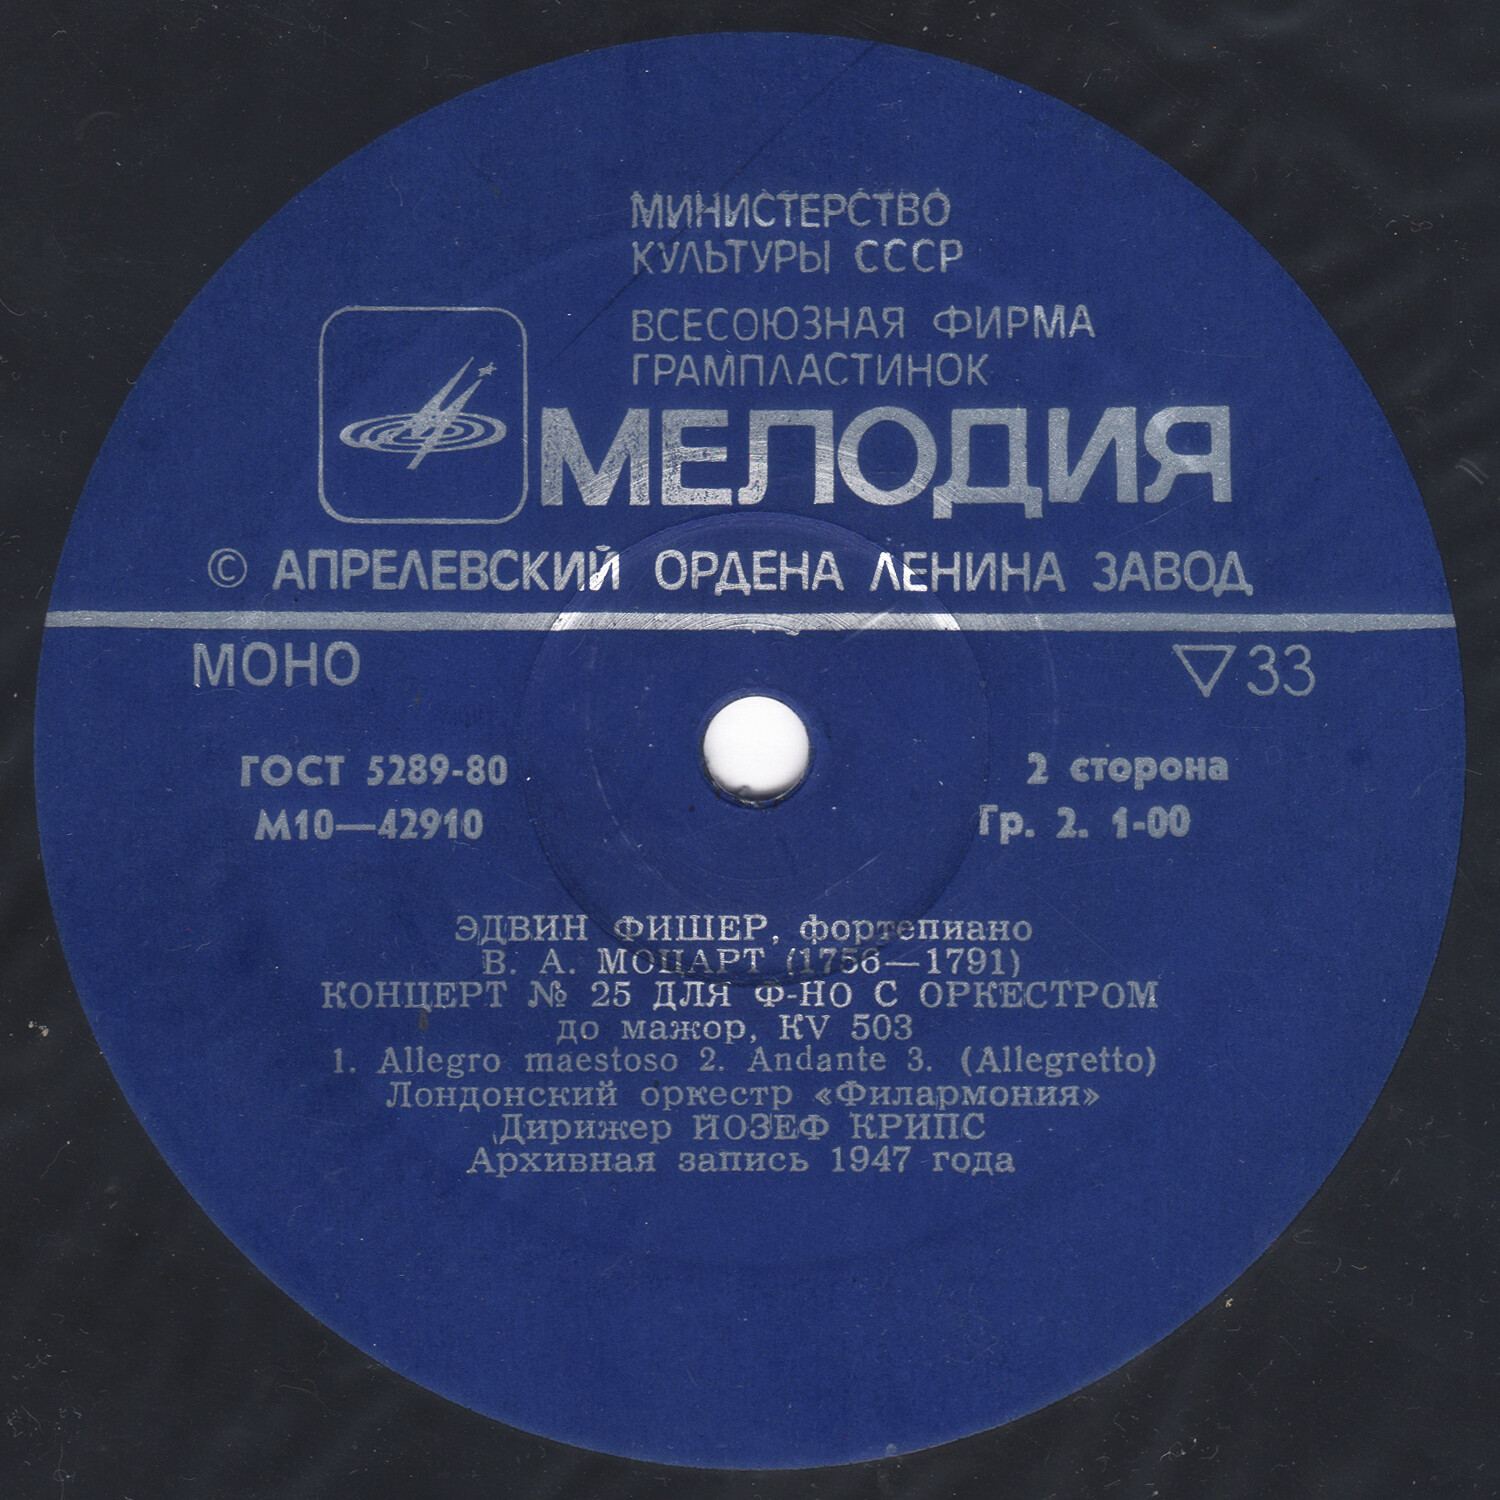 МИНИСТЕРСТВО
КУЛЬТУРЫ СССР
ВСЕСОЮЗНАЯ ФИРМА
ГРАМПЛАСТИНОК
МЕЛОДИЯ
© АПРЕЛЕВСКИЙ ОРДЕНА ЛЕНИНА ЗАВОД
МОНО
▽33
ГОСТ 5289-80
М10—42910
2 сторона
Гр. 2. 1-00
ЭДВИН ФИШЕР, фортепиано
В. А. МОЦАРТ (1756—1791)
КОНЦЕРТ № 25 ДЛЯ Ф-НО С ОРКЕСТРОМ
до мажор, KV 503
1. Allegro maestoso 2. Andante 3. (Allegretto)
Лондонский оркестр «Филармония»
Дирижер ЙОЗЕФ КРИПС
Архивная запись 1947 года